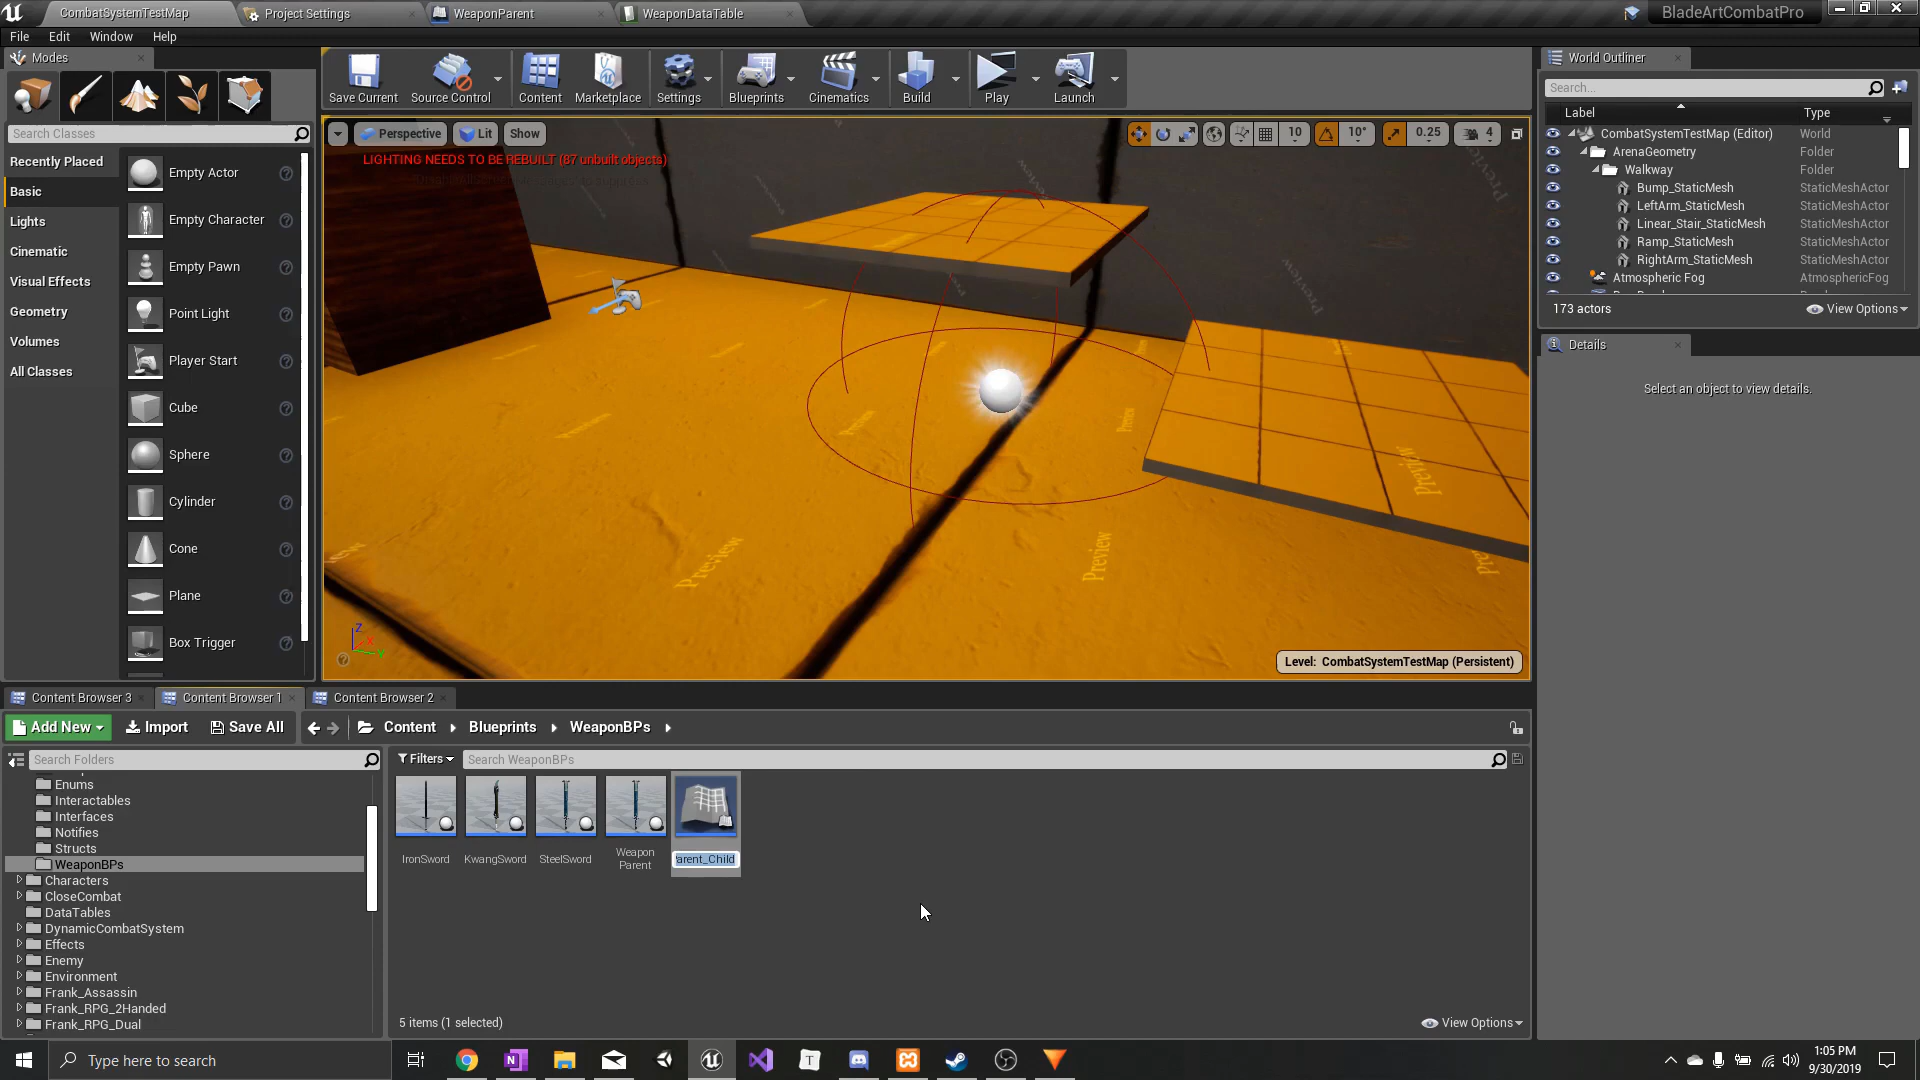 CombatSystemTestMap
Project Settings
WeaponParent
WeaponDataTable
BladeArtCombatPro
File Edit Window Help
Modes
Save Current
Source Control
Content
Marketplace
Settings
Blueprints
Cinematics
Build
Play
Launch
Search Classes
Recently Placed
Basic
Lights
Cinematic
Visual Effects
Geometry
Volumes
All Classes
Empty Actor
Empty Character
Empty Pawn
Point Light
Player Start
Cube
Sphere
Cylinder
Cone
Plane
Box Trigger
Perspective
Lit
Show
10
10°
0.25
4
LIGHTING NEEDS TO BE REBUILT (87 unbuilt objects)
Preview
Preview
Preview
Level: CombatSystemTestMap (Persistent)
World Outliner
Search...
Label Type
CombatSystemTestMap (Editor) World
ArenaGeometry Folder
Walkway Folder
Bump_StaticMesh StaticMeshActor
LeftArm_StaticMesh StaticMeshActor
Linear_Stair_StaticMesh StaticMeshActor
Ramp_StaticMesh StaticMeshActor
RightArm_StaticMesh StaticMeshActor
Atmospheric Fog AtmosphericFog
173 actors
View Options
Details
Select an object to view details.
Content Browser 3
Content Browser 1
Content Browser 2
Add New
Import
Save All
Content
Blueprints
WeaponBPs
Search Folders
Filters
Search WeaponBPs
Enums
Interactables
Interfaces
Notifies
Structs
WeaponBPs
Characters
CloseCombat
DataTables
DynamicCombatSystem
Effects
Enemy
Environment
Frank_Assassin
Frank_RPG_2Handed
Frank_RPG_Dual
IronSword
KwangSword
SteelSword
Weapon
Parent
arent_Child
5 items (1 selected)
View Options
Type here to search
1:05 PM
9/30/2019